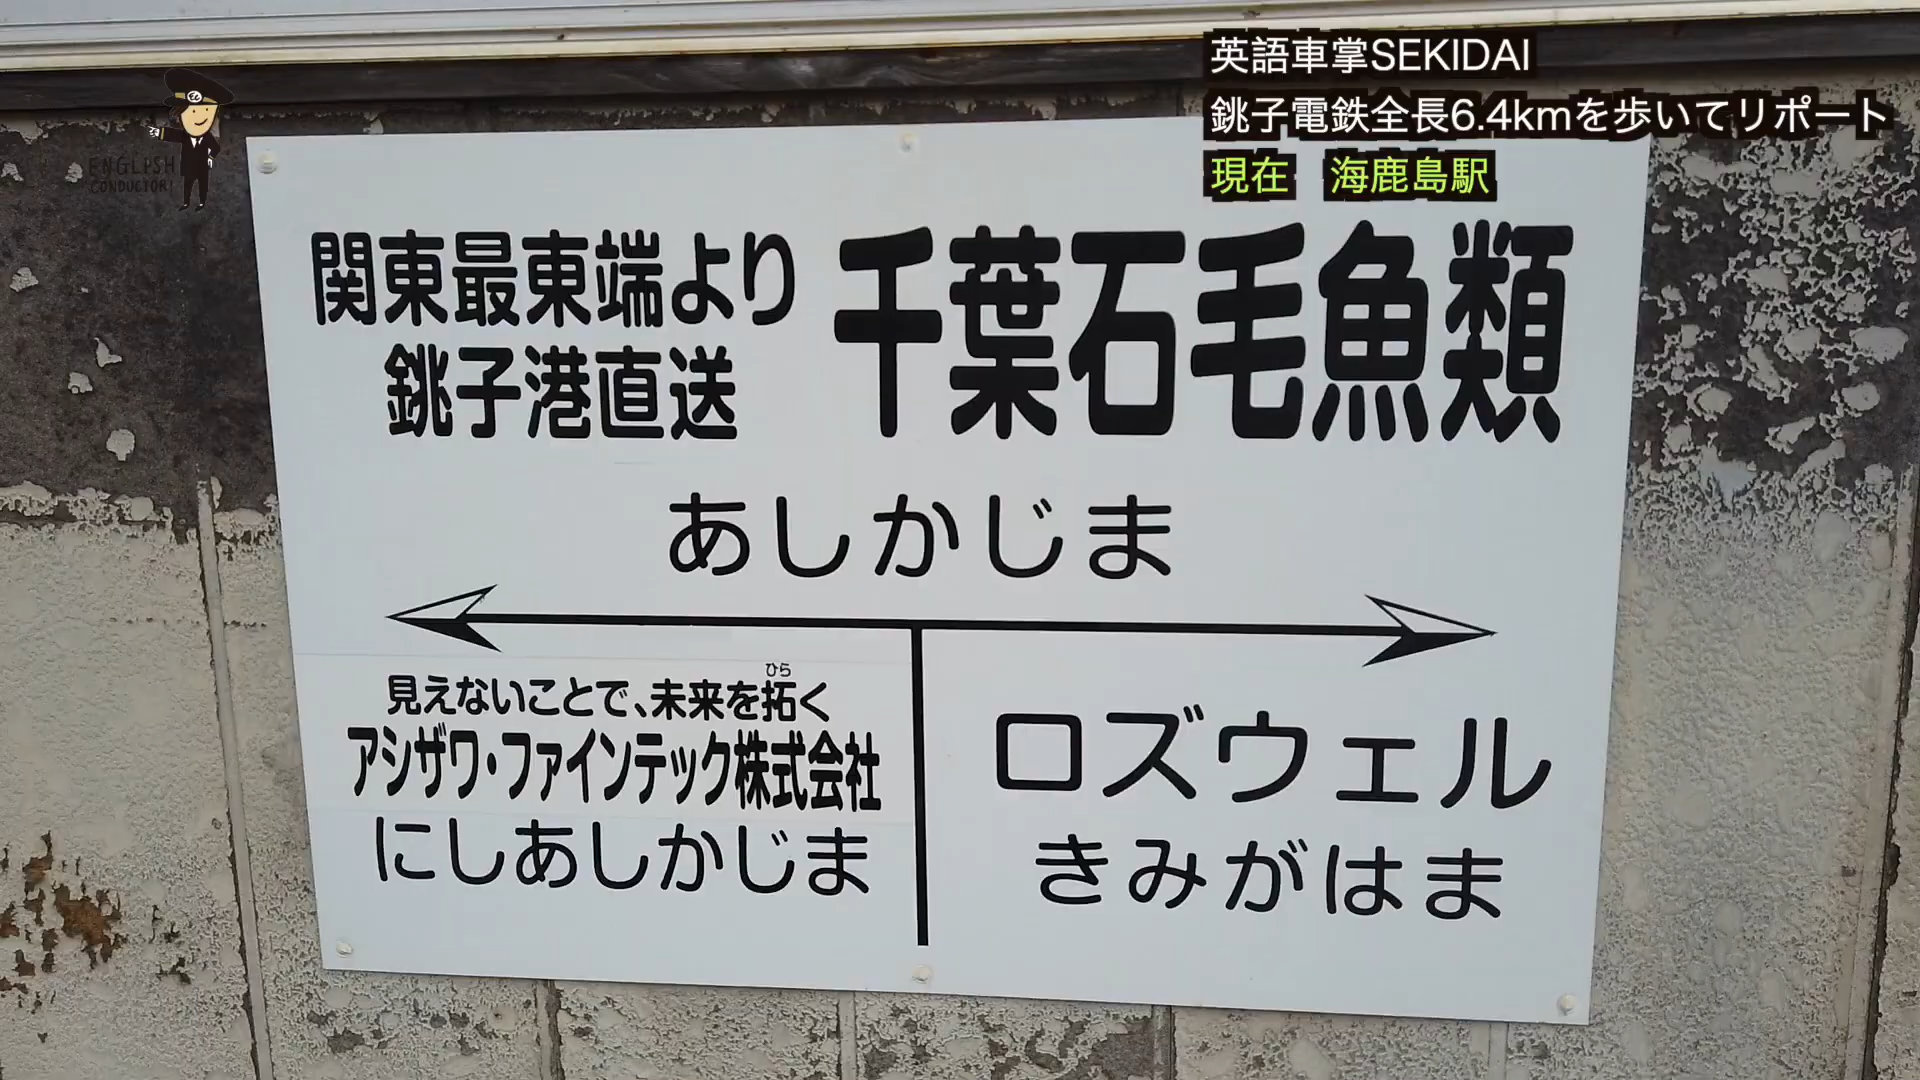 英語車掌SEKIDAI
銚子電鉄全長6.4kmを歩いてリポート
現在 海鹿島駅
ENGLISH
CONDUCTOR!
関東最東端より
銚子港直送
千葉石毛魚類
あしかじま
見えないことで、未来を拓く
ひら
アシザワ・ファインテック株式会社
にしあしかじま
ロズウェル
きみがはま